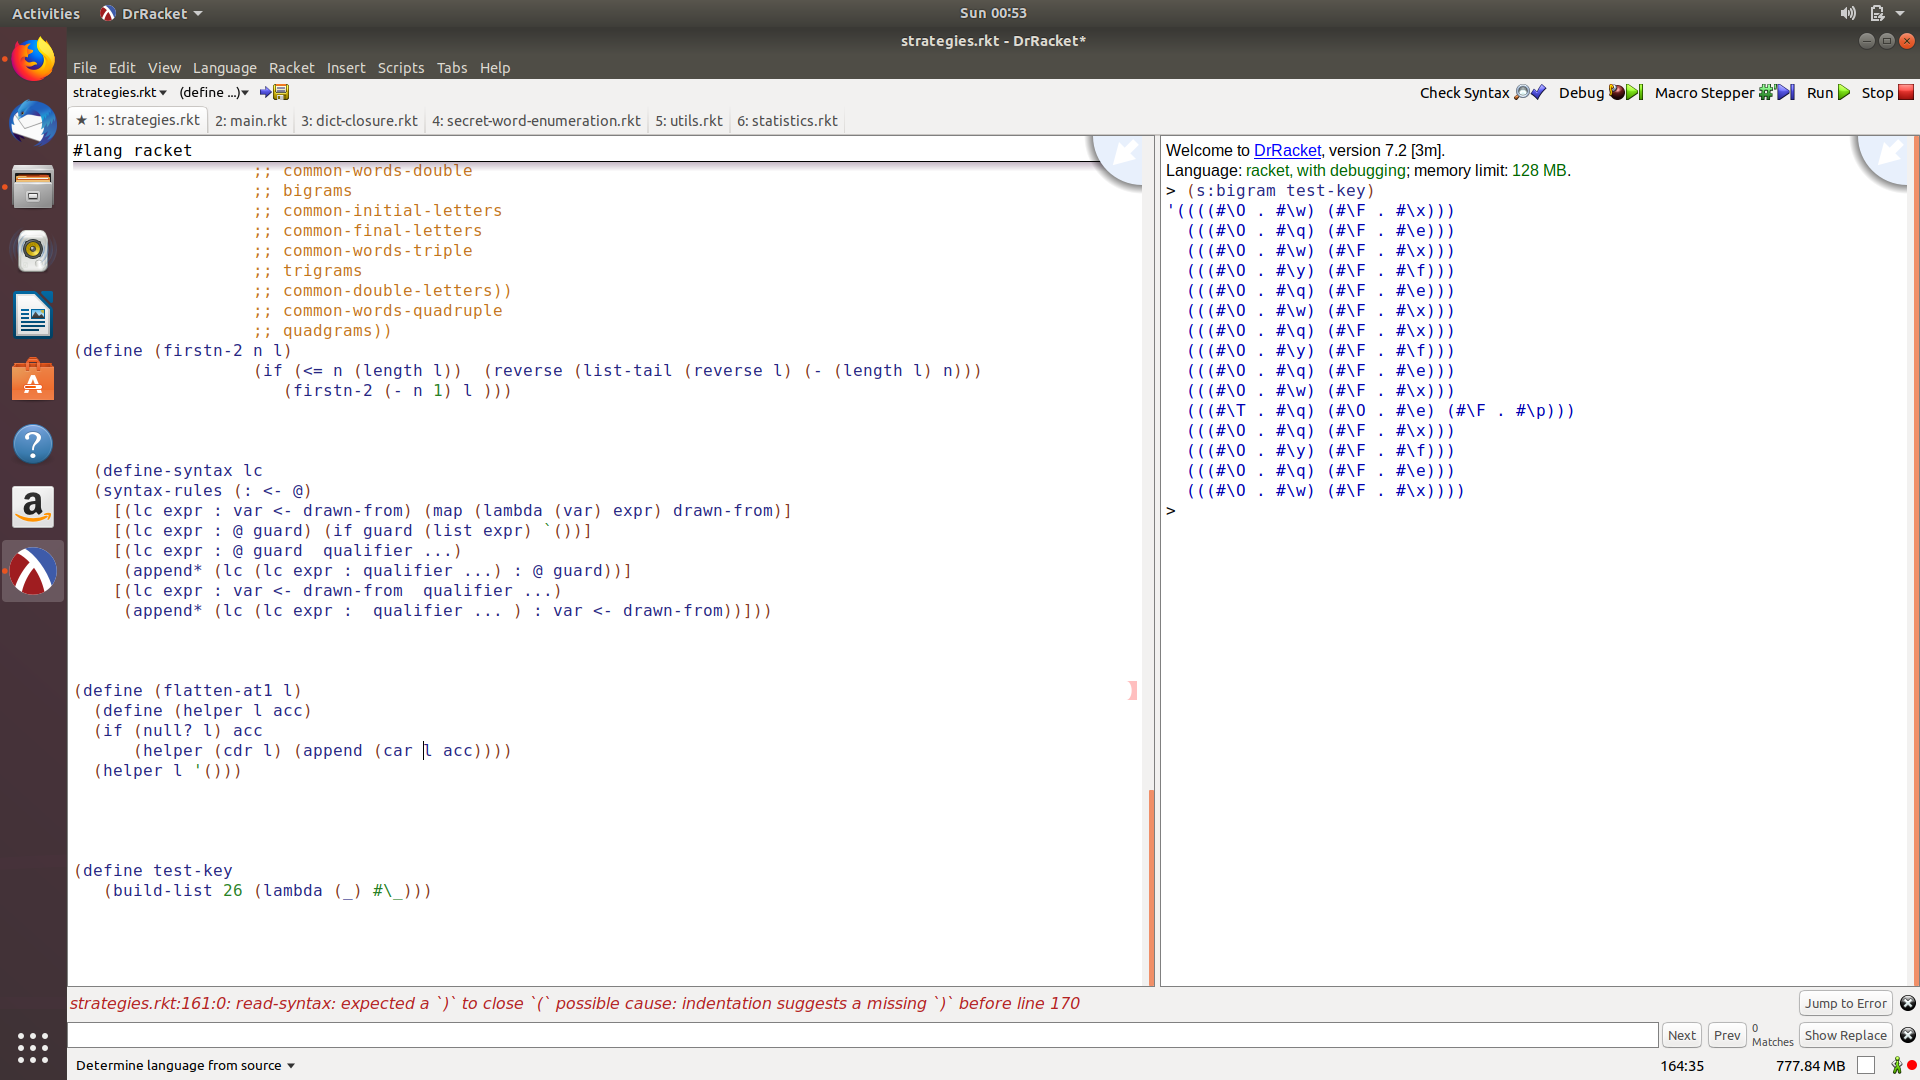 Activities
DrRacket
Sun 00:53
strategies.rkt - DrRacket*
File Edit View Language Racket Insert Scripts Tabs Help
strategies.rkt
(define ...)
Check Syntax
Debug
Macro Stepper
Run
Stop
★ 1: strategies.rkt
2: main.rkt
3: dict-closure.rkt
4: secret-word-enumeration.rkt
5: utils.rkt
6: statistics.rkt
#lang racket
;; common-words-double
;; bigrams
;; common-initial-letters
;; common-final-letters
;; common-words-triple
;; trigrams
;; common-double-letters))
;; common-words-quadruple
;; quadgrams))
(define (firstn-2 n l)
(if (<= n (length l))  (reverse (list-tail (reverse l) (- (length l) n)))
(firstn-2 (- n 1) l )))
(define-syntax lc
(syntax-rules (: <- @)
[(lc expr : var <- drawn-from) (map (lambda (var) expr) drawn-from)]
[(lc expr : @ guard) (if guard (list expr) `())]
[(lc expr : @ guard  qualifier ...)
(append* (lc (lc expr : qualifier ...) : @ guard))]
[(lc expr : var <- drawn-from  qualifier ...)
(append* (lc (lc expr :  qualifier ... ) : var <- drawn-from))]))
(define (flatten-at1 l)
(define (helper l acc)
(if (null? l) acc
(helper (cdr l) (append (car l acc))))
(helper l '()))
(define test-key
(build-list 26 (lambda (_) #\_)))
Welcome to DrRacket, version 7.2 [3m].
Language: racket, with debugging; memory limit: 128 MB.
> (s:bigram test-key)
'((((#\O . #\w) (#\F . #\x)))
(((#\O . #\q) (#\F . #\e)))
(((#\O . #\w) (#\F . #\x)))
(((#\O . #\y) (#\F . #\f)))
(((#\O . #\q) (#\F . #\e)))
(((#\O . #\w) (#\F . #\x)))
(((#\O . #\q) (#\F . #\x)))
(((#\O . #\y) (#\F . #\f)))
(((#\O . #\q) (#\F . #\e)))
(((#\O . #\w) (#\F . #\x)))
(((#\T . #\q) (#\O . #\e) (#\F . #\p)))
(((#\O . #\q) (#\F . #\x)))
(((#\O . #\y) (#\F . #\f)))
(((#\O . #\q) (#\F . #\e)))
(((#\O . #\w) (#\F . #\x))))
>
strategies.rkt:161:0: read-syntax: expected a `)` to close `(` possible cause: indentation suggests a missing `)` before line 170
Jump to Error
Next
Prev
0 Matches
Show Replace
Determine language from source
164:35
777.84 MB